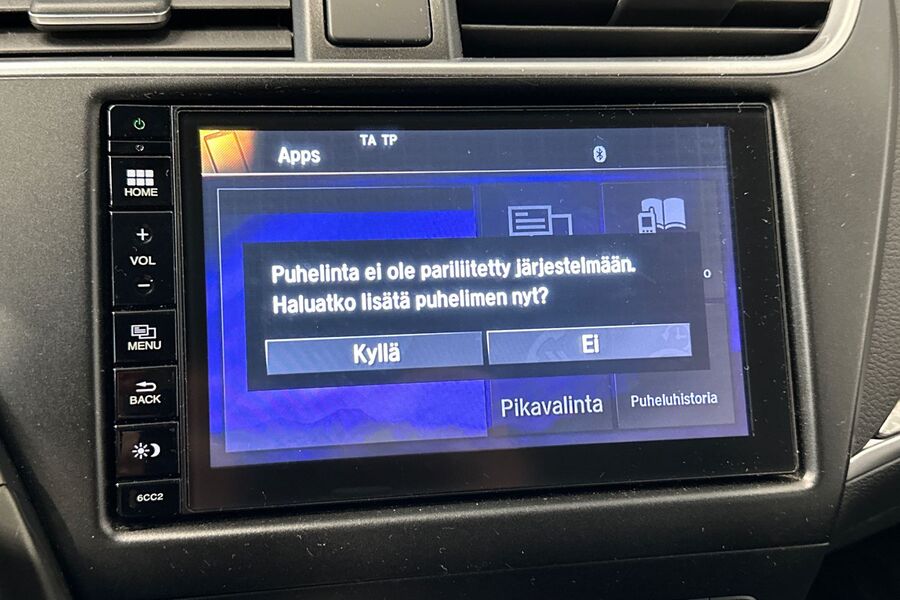 Apps
TA TP
HOME
+
VOL
-
MENU
BACK
6CC2
Puhelinta ei ole pariliitetty järjestelmään.
Haluatko lisätä puhelimen nyt?
Kyllä
Ei
o
Pikavalinta
Puheluhistoria